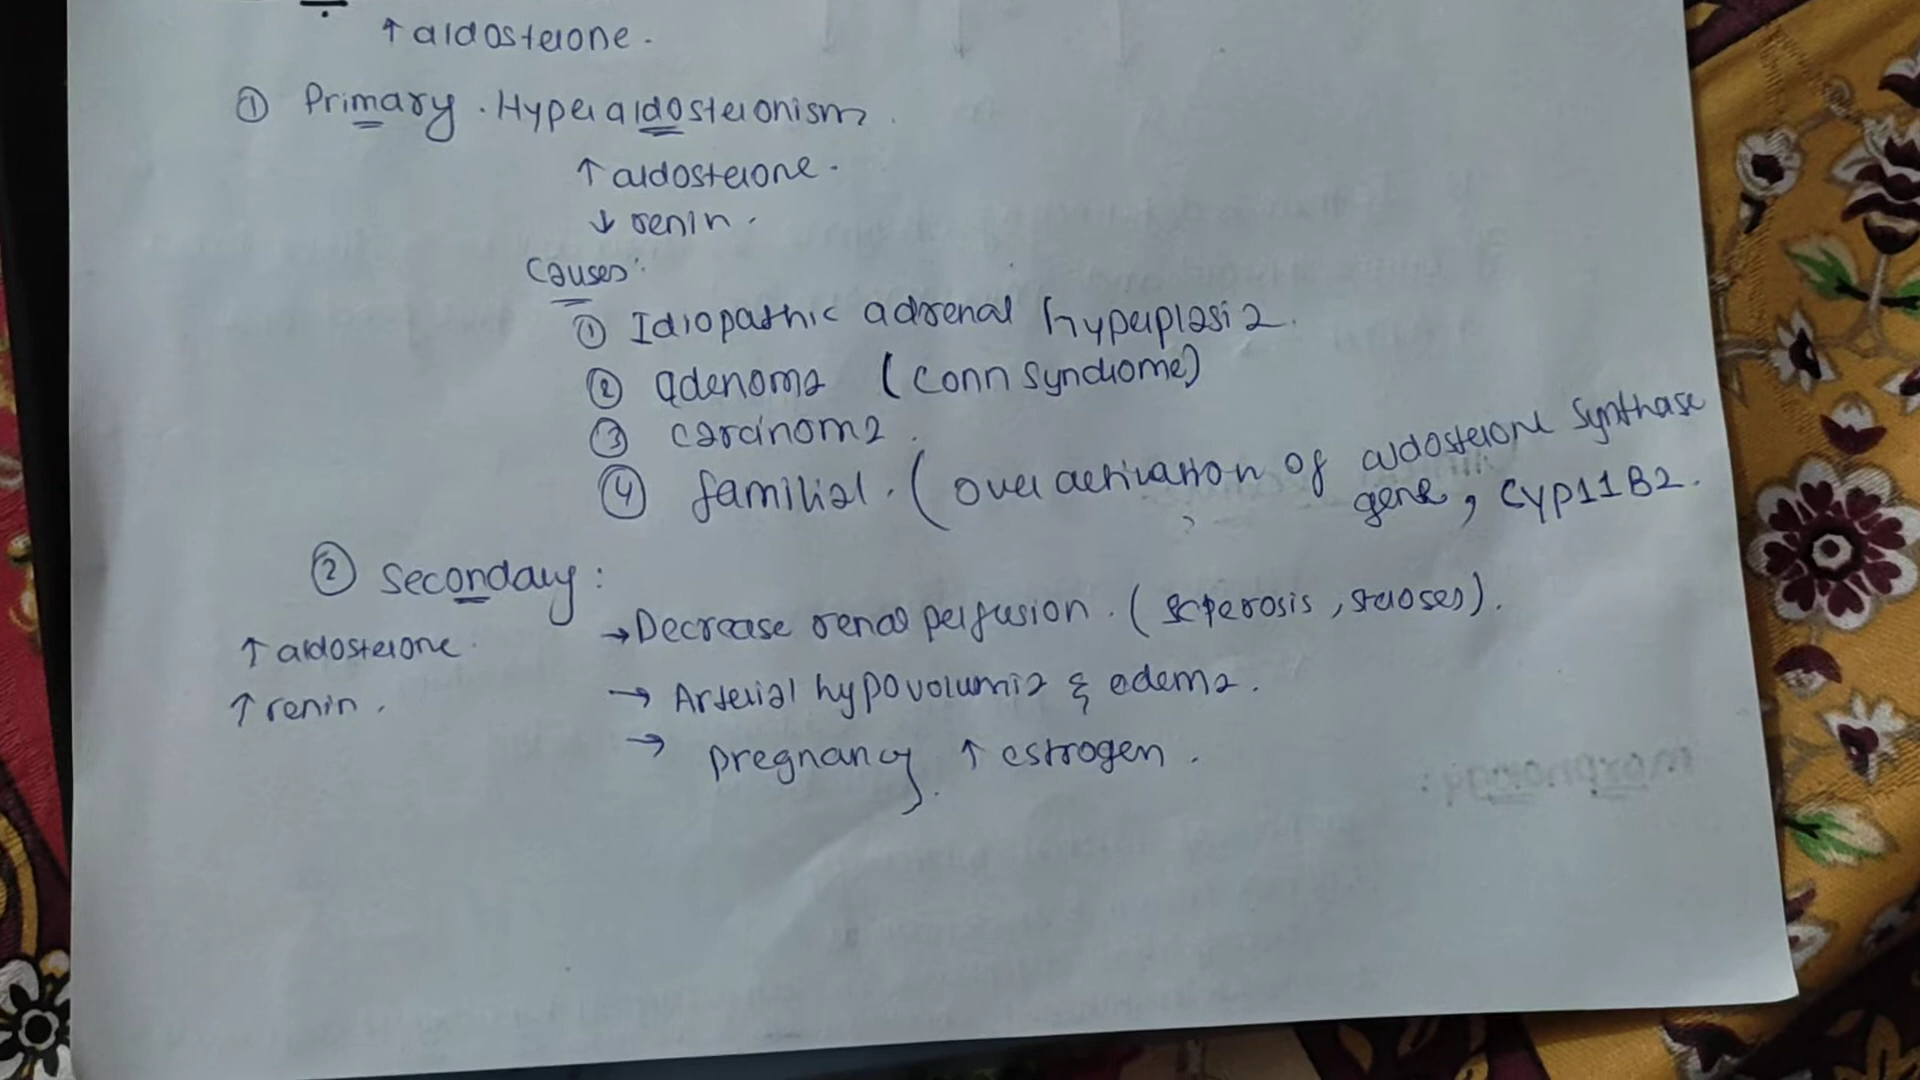 ↑ aldosterone.
① Primary. Hyperaldosteronism.
↑ aldosterone.
↓ renin.
Causes:
① Idiopathic adrenal hyperplasia.
② adenoma (Conn syndrome)
③ carcinoma.
④ familial. (over activation of aldosterone synthase
gene, CYP11B2.
② Secondary:
↑ aldosterone.
↑ renin.
→ Decrease renal perfusion. (
→ Arterial hypovolumia & edema.
→ pregnancy ↑ estrogen.